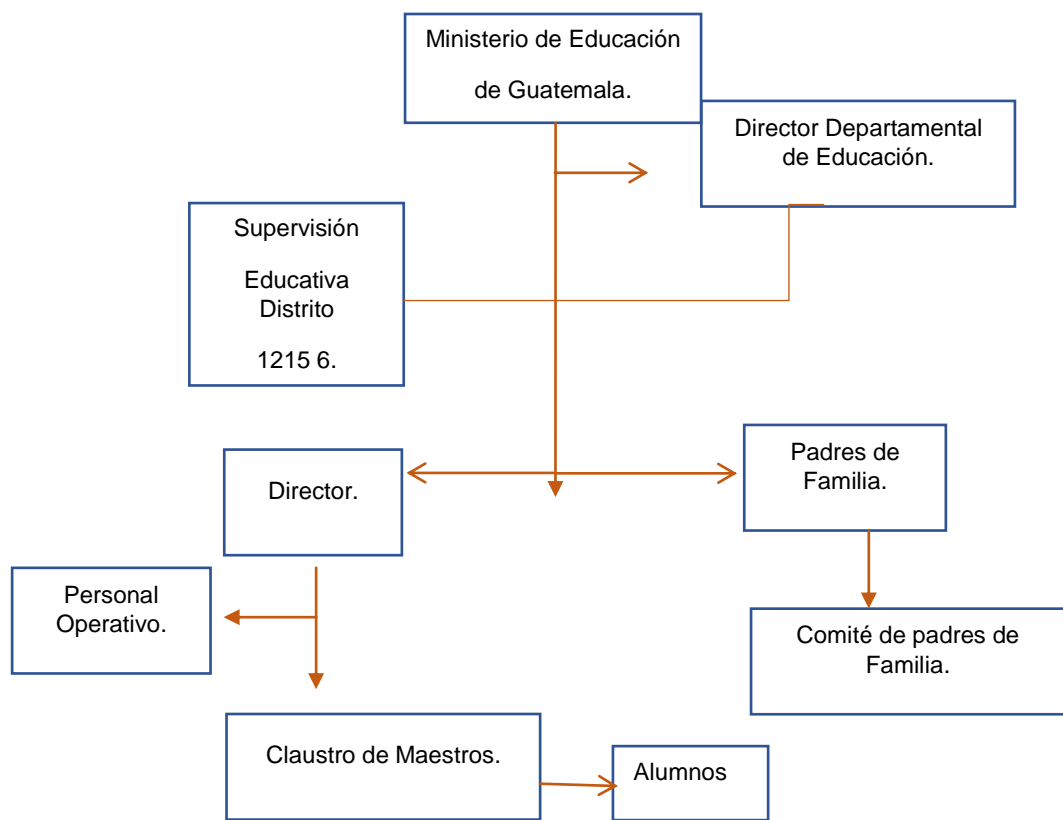 Ministerio de Educación
de Guatemala.
Director Departamental
de Educación.
Supervisión
Educativa
Distrito
1215 6.
Director.
Padres de
Familia.
Personal
Operativo.
Comité de padres de
Familia.
Claustro de Maestros.
Alumnos